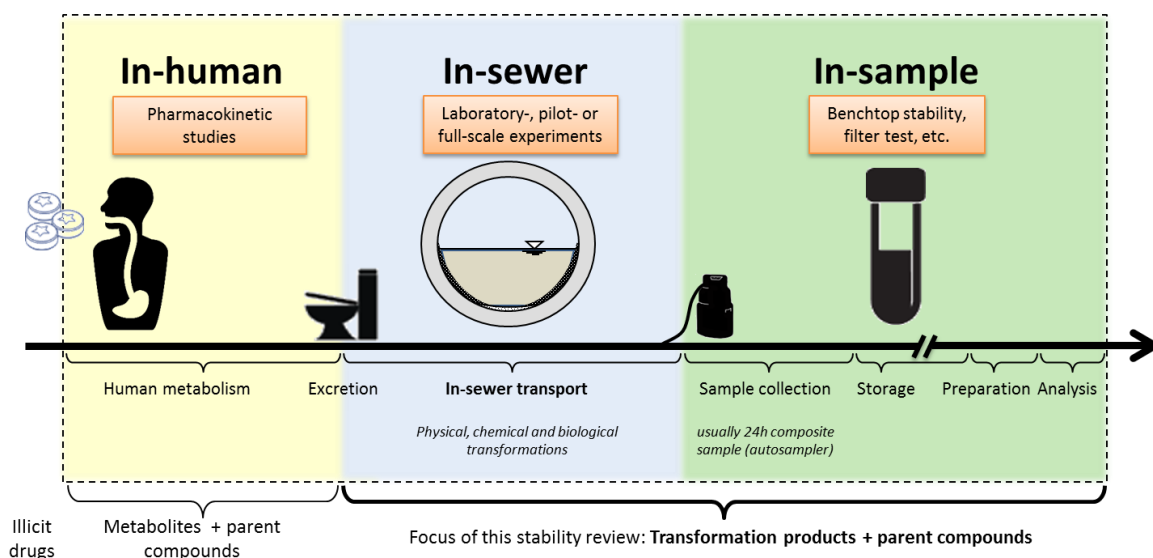 In-human
In-sewer
In-sample
Pharmacokinetic
studies
Laboratory-, pilot- or
full-scale experiments
Benchtop stability,
filter test, etc.
Human metabolism
Excretion
In-sewer transport
Sample collection
Storage
Preparation
Analysis
Physical, chemical and biological
transformations
usually 24h composite
sample (autosampler)
Illicit
drugs
Metabolites + parent
compounds
Focus of this stability review: Transformation products + parent compounds